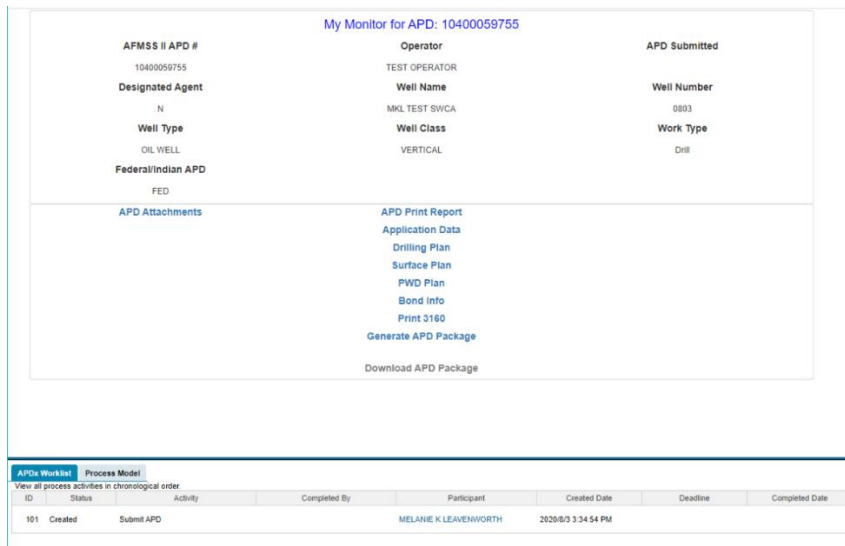 My Monitor for APD: 10400059755
AFMSS II APD # Operator APD Submitted
10400059755 TEST OPERATOR
Designated Agent Well Name Well Number
N MKL TEST SWCA 0803
Well Type Well Class Work Type
OIL WELL VERTICAL Drill
Federal/Indian APD
FED
APD Attachments APD Print Report
Application Data
Drilling Plan
Surface Plan
PWD Plan
Bond Info
Print 3160
Generate APD Package
Download APD Package
APDx Worklist Process Model
View all process activities in chronological order.
ID Status Activity Completed By Participant Created Date Deadline Completed Date
101 Created Submit APD MELANIE K LEAVENWORTH 2020/8/3 3:34:54 PM